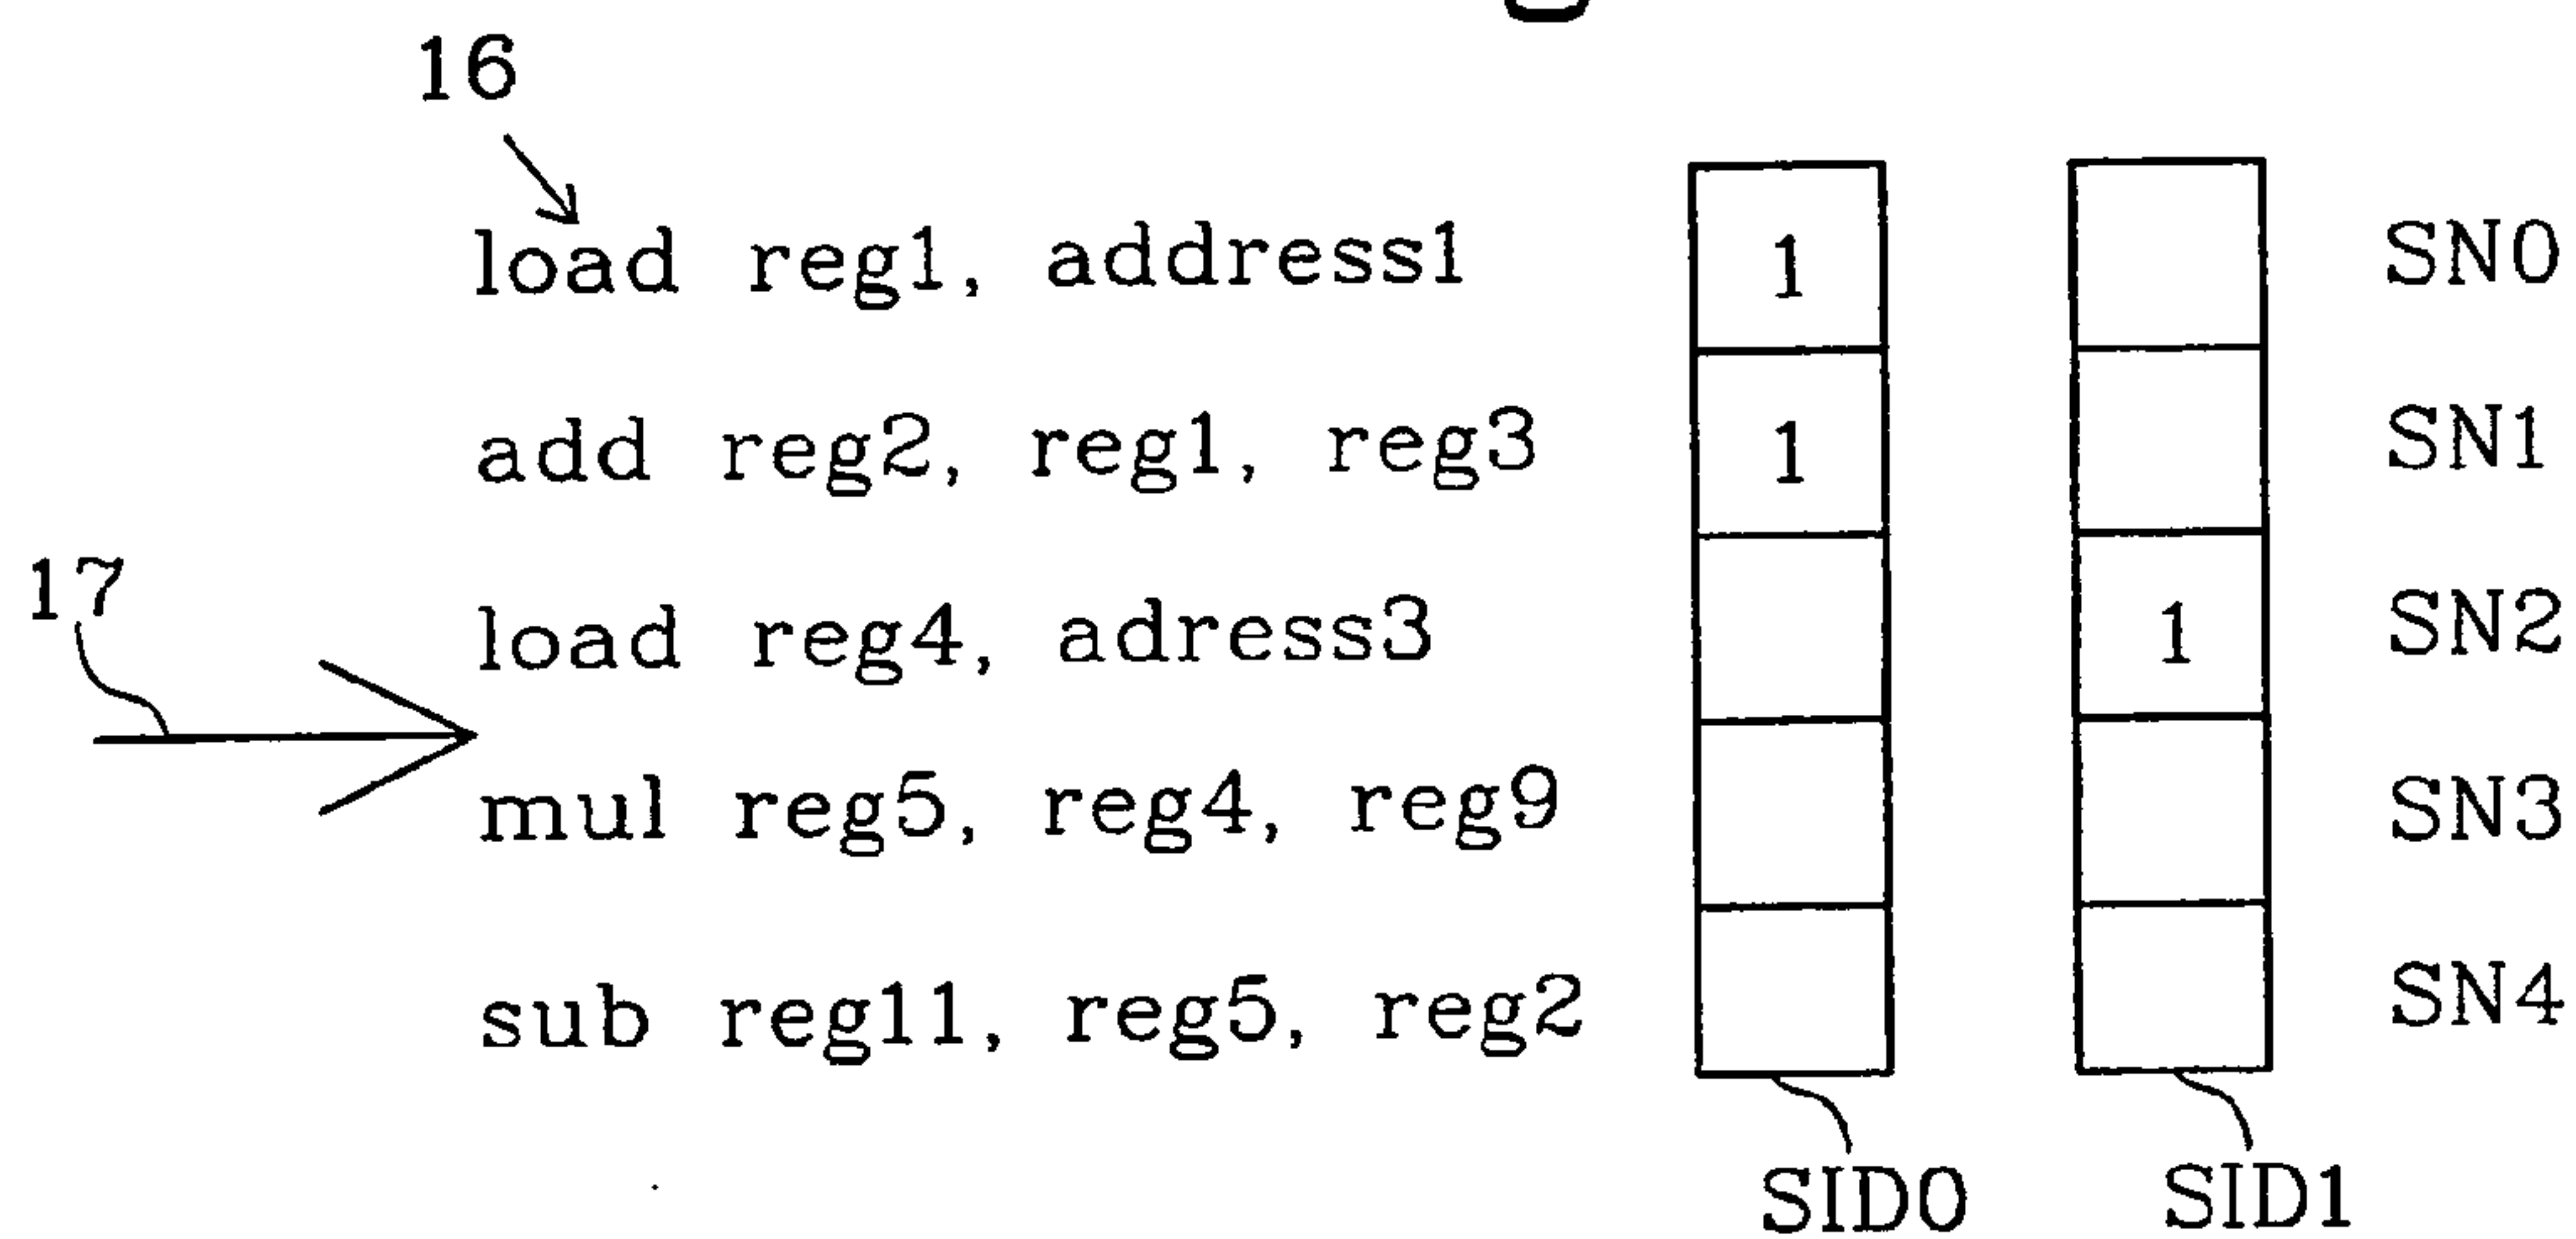 16
load reg1, address1 1 SN0
add reg2, reg1, reg3 1 SN1
17
load reg4, adress3 1 SN2
mul reg5, reg4, reg9 SN3
sub reg11, reg5, reg2 SN4
SID0 SID1